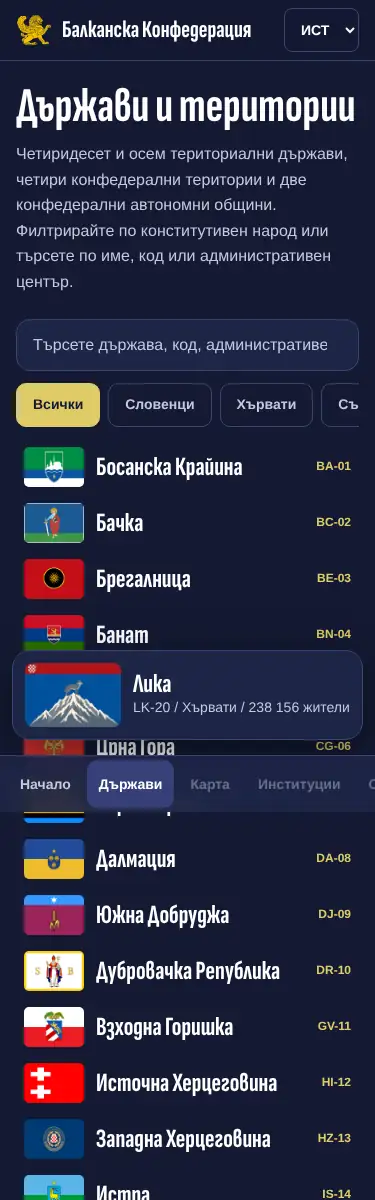 Балканска Конфедерация
ИСТ
Държави и територии
Четиридесет и осем териториални държави,
четири конфедерални територии и две
конфедерални автономни общини.
Филтрирайте по конститутивен народ или
търсете по име, код или административен
център.
Търсете държава, код, административе
Всички
Словенци
Хървати
Съ
Босанска Крайина BA-01
Бачка BC-02
Брегалница BE-03
Банат BN-04
Лика
LK-20 / Хървати / 238 156 жители
Црна Гора CG-06
Начало
Държави
Карта
Институции
Далмация DA-08
Южна Добруджа DJ-09
S B
Дубровачка Република DR-10
Взходна Горишка GV-11
Источна Херцеговина HI-12
Западна Херцеговина HZ-13
Истра IS-14